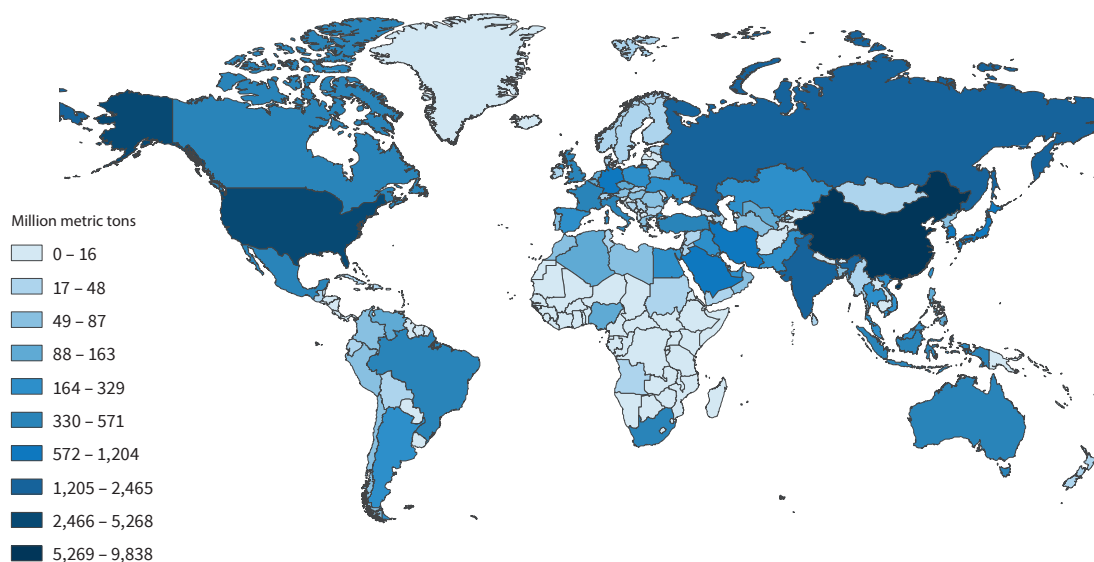 Million metric tons
0 – 16
17 – 48
49 – 87
88 – 163
164 – 329
330 – 571
572 – 1,204
1,205 – 2,465
2,466 – 5,268
5,269 – 9,838